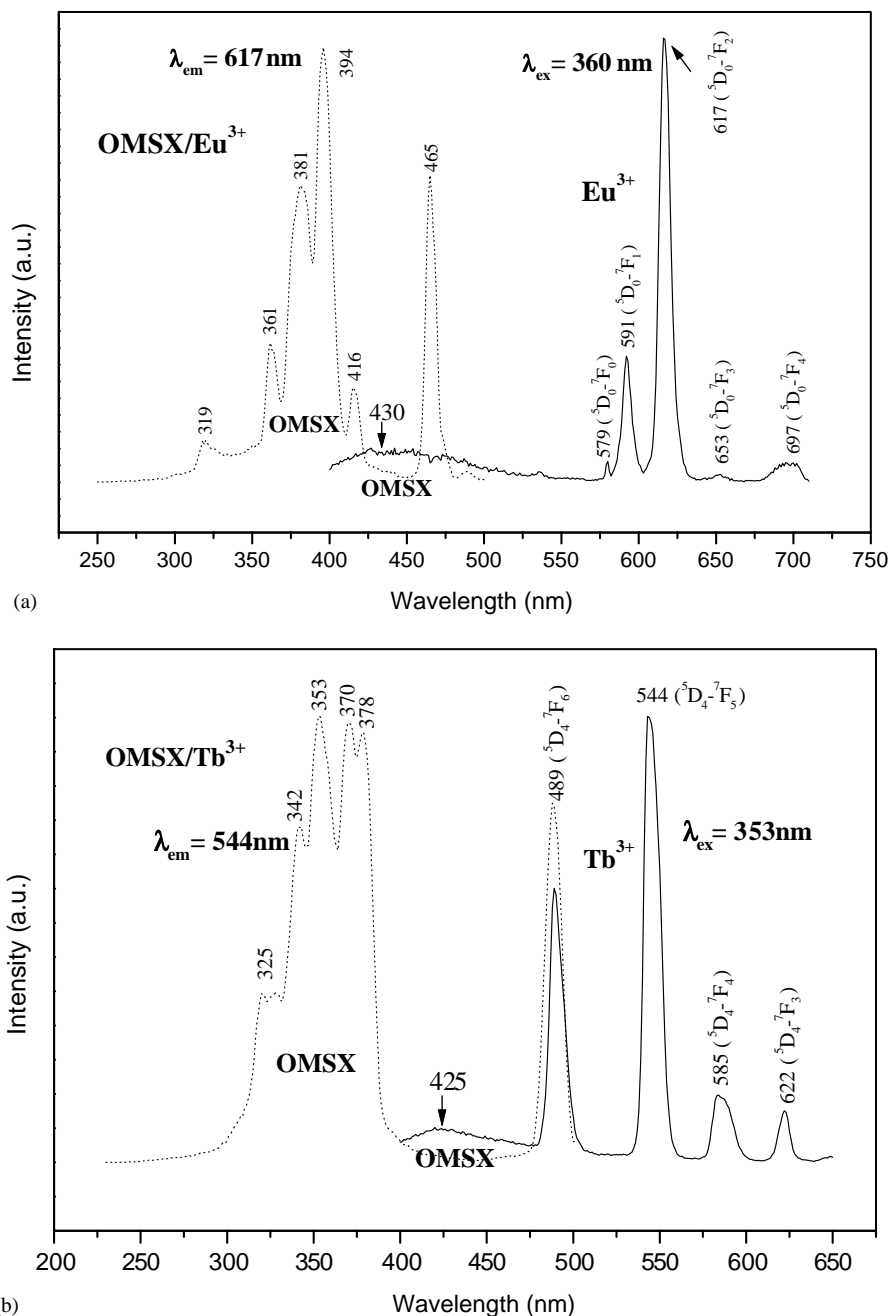 λem = 617 nm
394
λex = 360 nm
617 ( ⁵D₀-⁷F₂)
OMSX/Eu³⁺
381
465
Eu³⁺
361
416
319
OMSX
430
OMSX
579 (⁵D₀-⁷F₀)
591 ( ⁵D₀-⁷F₁)
653 (⁵D₀-⁷F₃)
697 (⁵D₀-⁷F₄)
Intensity (a.u.)
250 300 350 400 450 500 550 600 650 700 750
Wavelength (nm)
(a)
OMSX/Tb³⁺
353
370
378
342
λem = 544nm
325
OMSX
425
OMSX
489 ( ⁵D₄-⁷F₆)
544 (⁵D₄-⁷F₅)
Tb³⁺
λex = 353nm
585 (⁵D₄-⁷F₄)
622 (⁵D₄-⁷F₃)
Intensity (a.u.)
200 250 300 350 400 450 500 550 600 650
Wavelength (nm)
b)